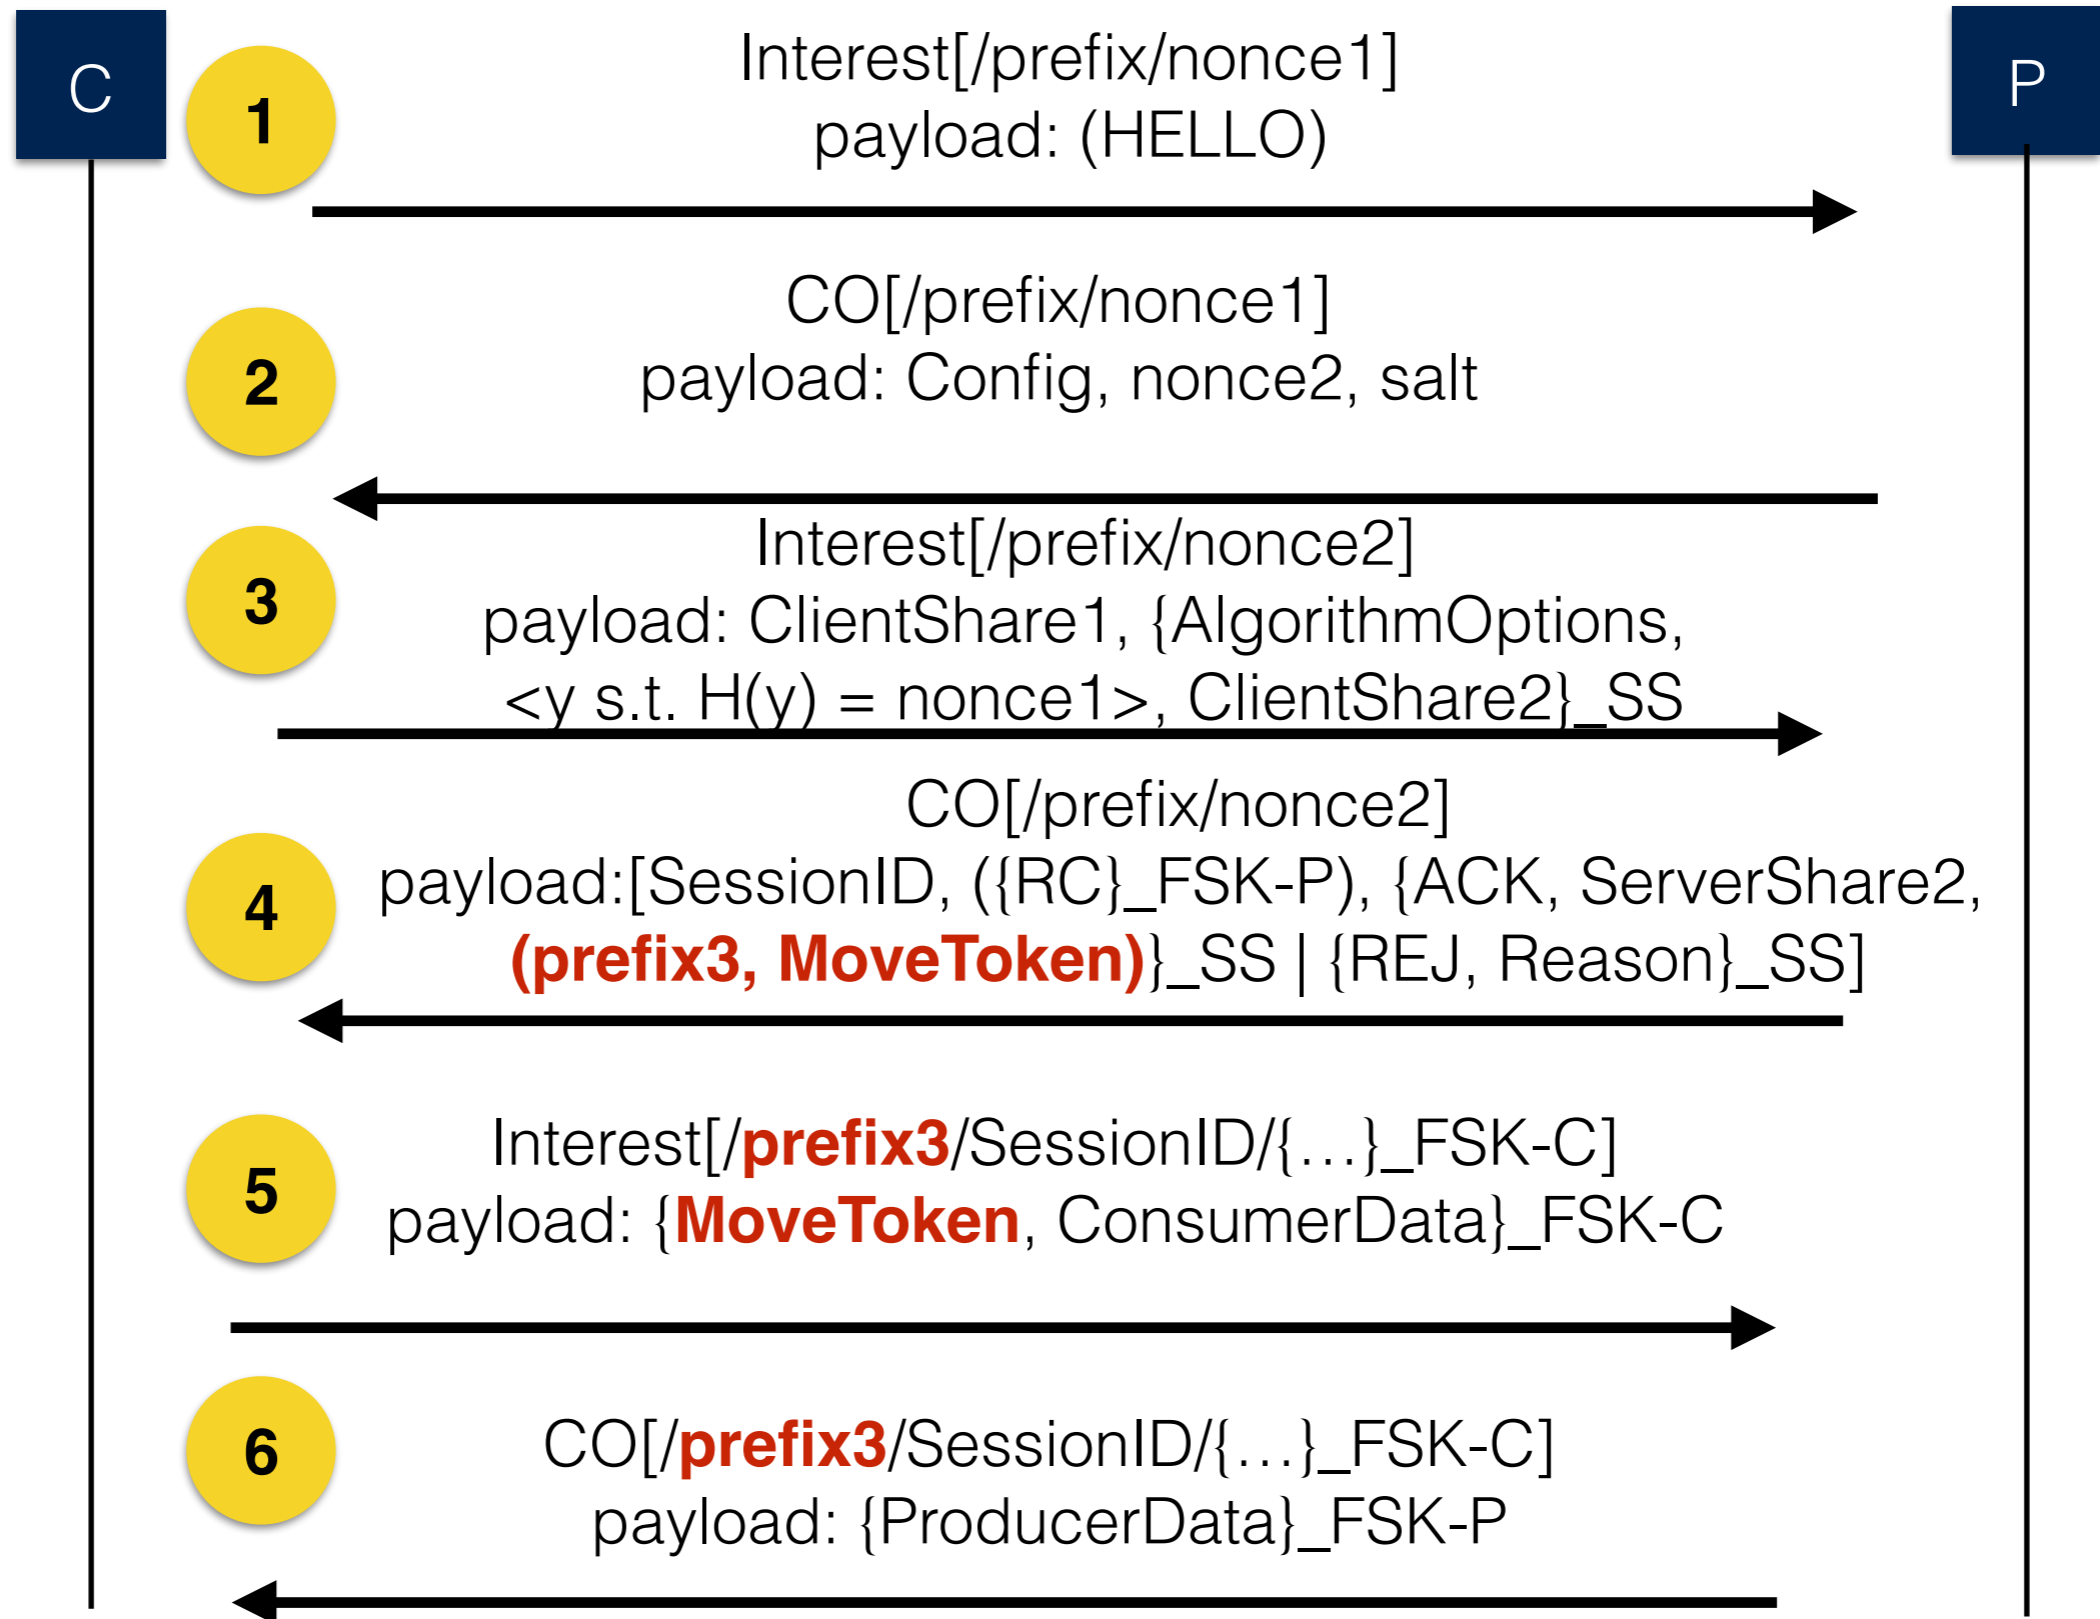 C
P
1
Interest[/prefix/nonce1]
payload: (HELLO)
2
CO[/prefix/nonce1]
payload: Config, nonce2, salt
3
Interest[/prefix/nonce2]
payload: ClientShare1, {AlgorithmOptions,
<y s.t. H(y) = nonce1>, ClientShare2}_SS
4
CO[/prefix/nonce2]
payload:[SessionID, ({RC}_FSK-P), {ACK, ServerShare2,
(prefix3, MoveToken)}_SS | {REJ, Reason}_SS]
5
Interest[/prefix3/SessionID/{...}_FSK-C]
payload: {MoveToken, ConsumerData}_FSK-C
6
CO[/prefix3/SessionID/{...}_FSK-C]
payload: {ProducerData}_FSK-P